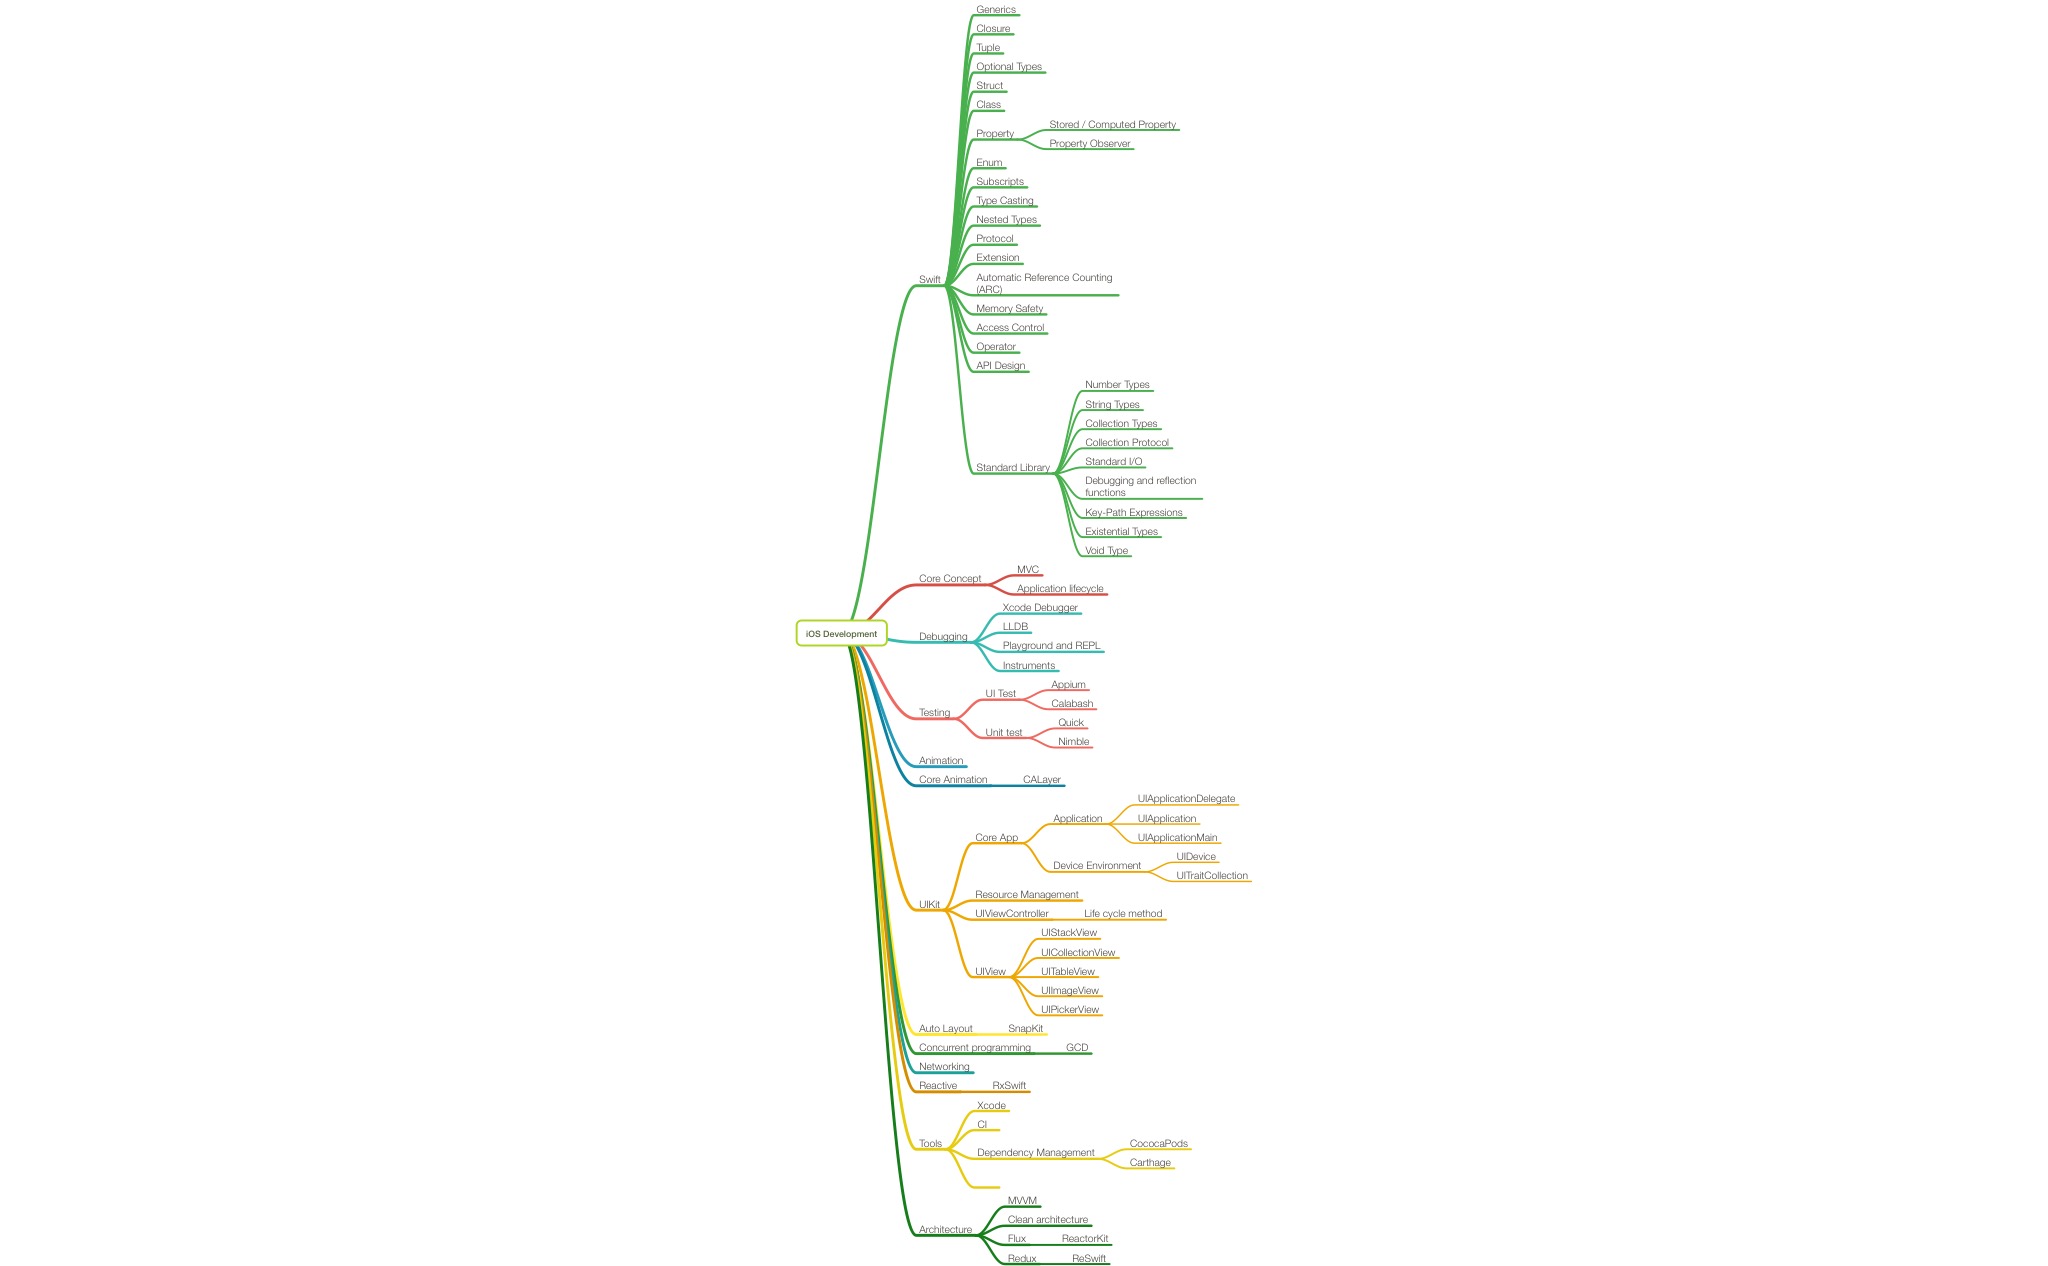 Generics
Closure
Tuple
Optional Types
Struct
Class
Property
Stored / Computed Property
Property Observer
Enum
Subscripts
Type Casting
Nested Types
Protocol
Extension
Swift
Automatic Reference Counting
(ARC)
Memory Safety
Access Control
Operator
API Design
Standard Library
Number Types
String Types
Collection Types
Collection Protocol
Standard I/O
Debugging and reflection
functions
Key-Path Expressions
Existential Types
Void Type
iOS Development
Core Concept
MVC
Application lifecycle
Debugging
Xcode Debugger
LLDB
Playground and REPL
Instruments
Testing
UI Test
Appium
Calabash
Unit test
Quick
Nimble
Animation
Core Animation
CALayer
UIKit
Core App
Application
UIApplicationDelegate
UIApplication
UIApplicationMain
Device Environment
UIDevice
UITraitCollection
Resource Management
UIViewController
Life cycle method
UIView
UIStackView
UICollectionView
UITableView
UIImageView
UIPickerView
Auto Layout
SnapKit
Concurrent programming
GCD
Networking
Reactive
RxSwift
Tools
Xcode
CI
Dependency Management
CococaPods
Carthage
Architecture
MVVM
Clean architecture
Flux
ReactorKit
Redux
ReSwift